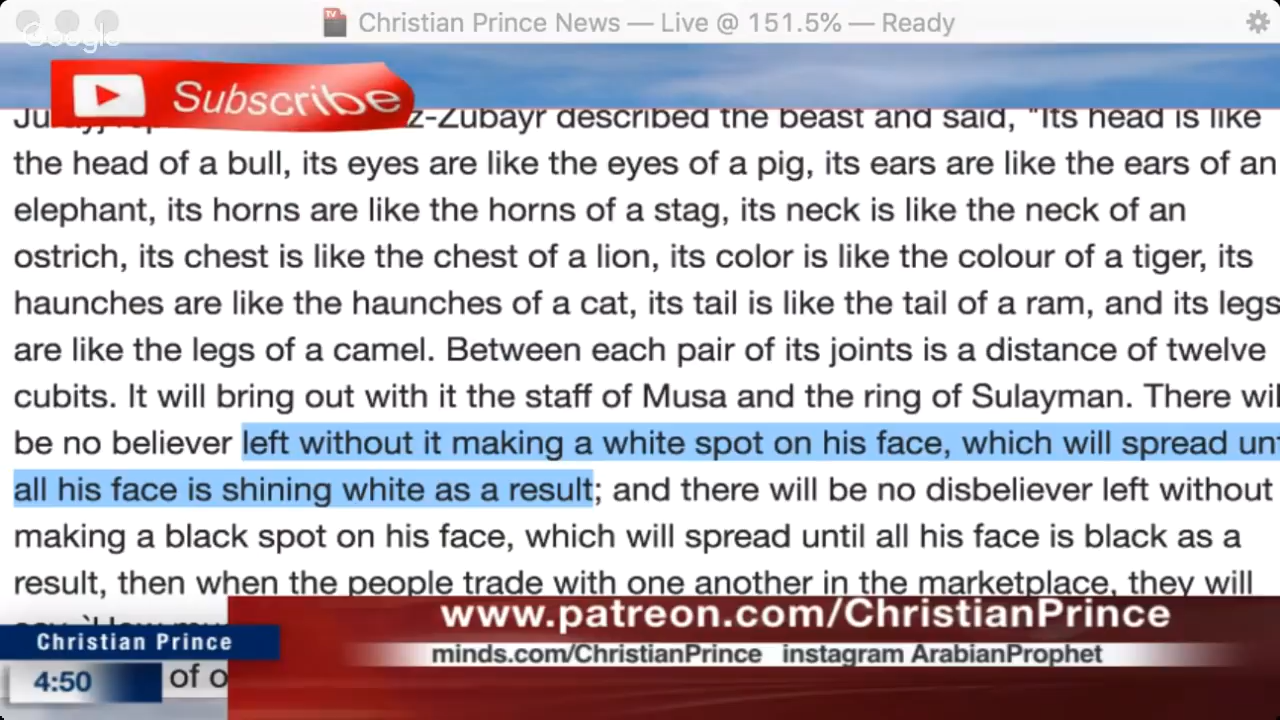 TV
Christian Prince News — Live @ 151.5% — Ready
Google
Subscribe
z-Zubayr described the beast and said, "Its head is like
the head of a bull, its eyes are like the eyes of a pig, its ears are like the ears of an
elephant, its horns are like the horns of a stag, its neck is like the neck of an
ostrich, its chest is like the chest of a lion, its color is like the colour of a tiger, its
haunches are like the haunches of a cat, its tail is like the tail of a ram, and its legs
are like the legs of a camel. Between each pair of its joints is a distance of twelve
cubits. It will bring out with it the staff of Musa and the ring of Sulayman. There wil
be no believer left without it making a white spot on his face, which will spread unt
all his face is shining white as a result; and there will be no disbeliever left without
making a black spot on his face, which will spread until all his face is black as a
result, then when the people trade with one another in the marketplace, they will
www.patreon.com/ChristianPrince
Christian Prince
minds.com/ChristianPrince instagram ArabianProphet
4:50
of o